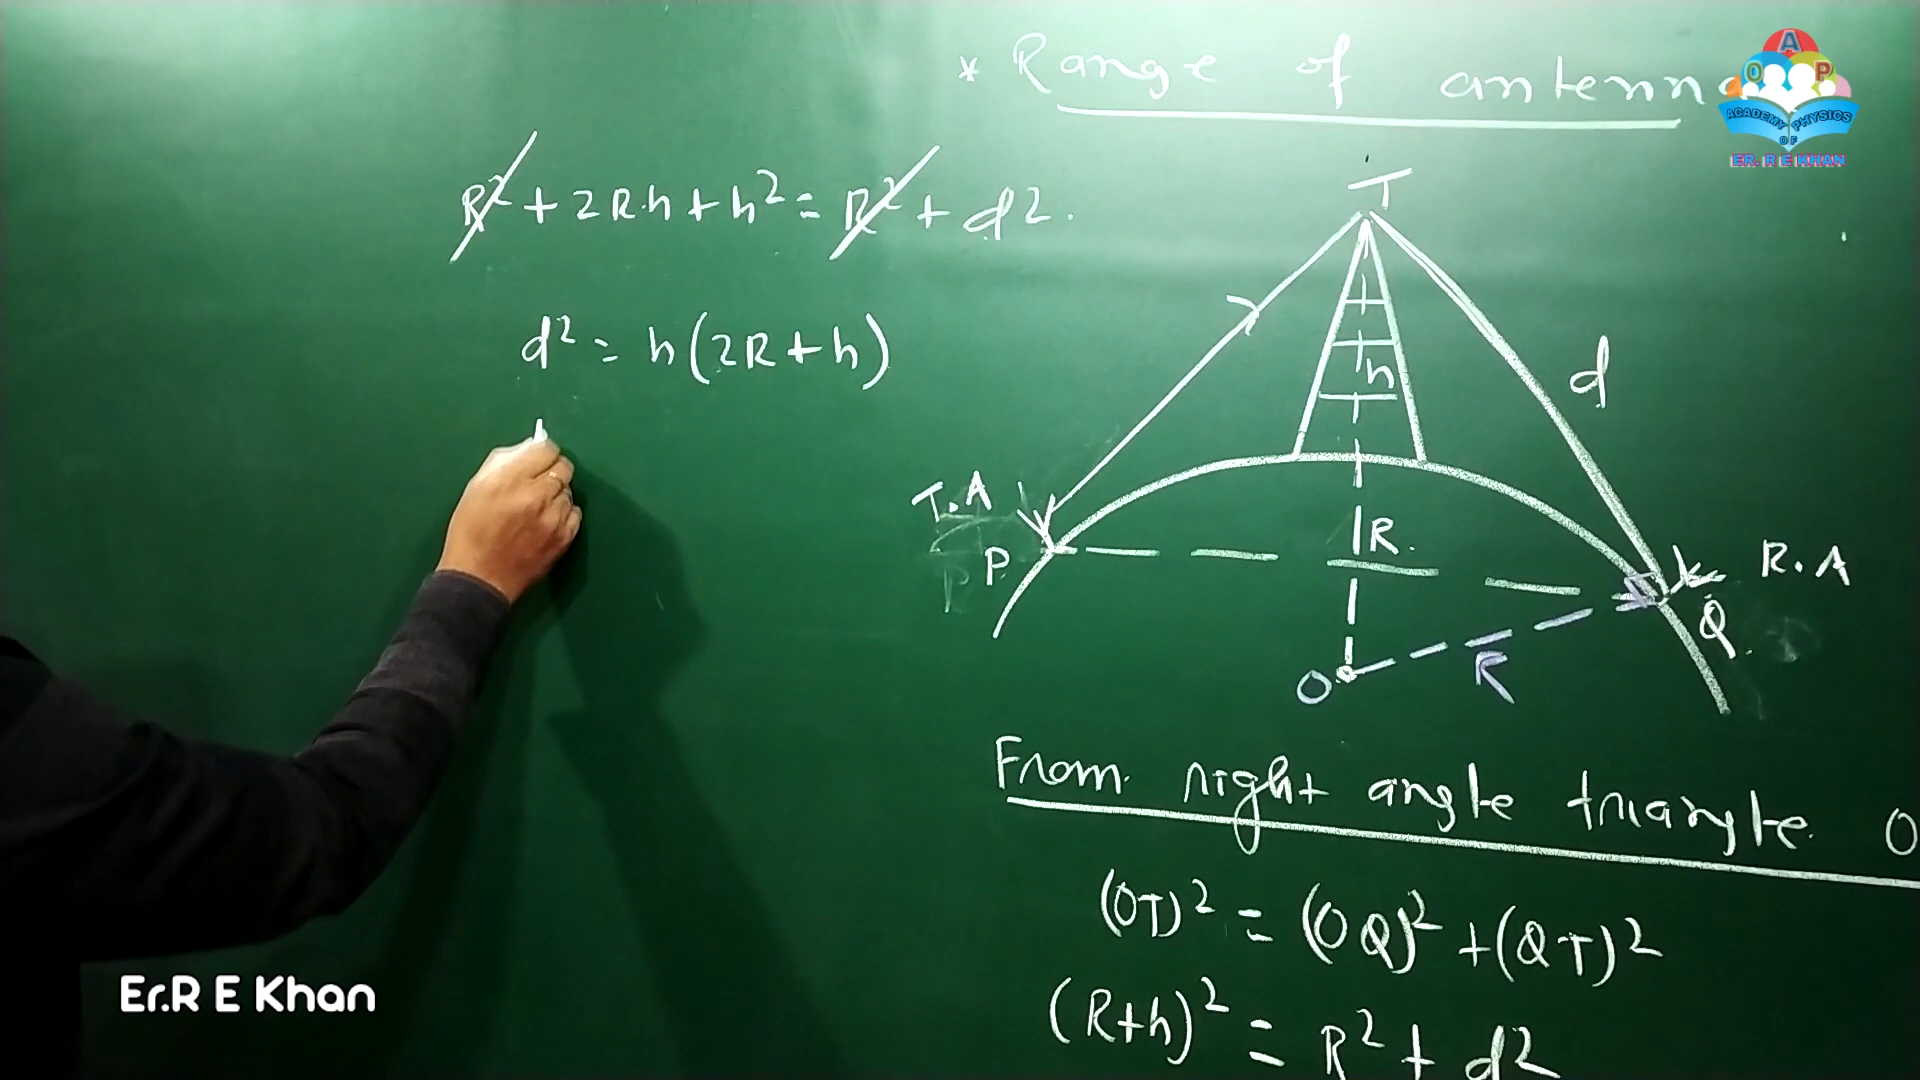 * Range of antenna
A
O P
ACADEMY PHYSICS
OF
ER. R E KHAN
R² + 2Rh + h² = R² + d².
d² = h(2R+h)
T
h
d
T.A
P
R.
R.A
Q
O
R
From right angle triangle. O
(OT)² = (OQ)² + (QT)²
(R+h)² = R² + d²
Er.R E Khan